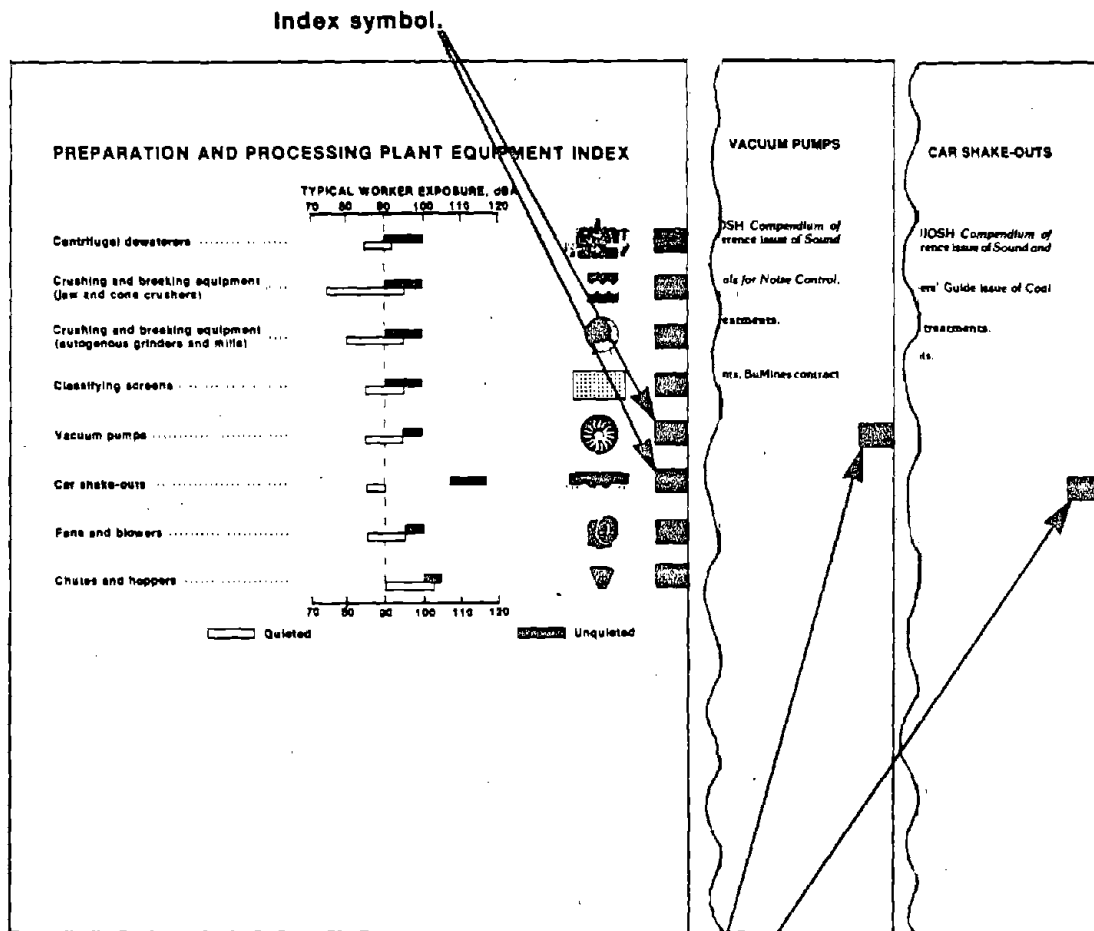 Index symbol.
PREPARATION AND PROCESSING PLANT EQUIPMENT INDEX
TYPICAL WORKER EXPOSURE, dBA
70 80 90 100 110 120
Centrifugal dewaterers
Crushing and breaking equipment
(jaw and cone crushers)
Crushing and breaking equipment
(autogenous grinders and mills)
Classifying screens
Vacuum pumps
Car shake-outs
Fans and blowers
Chutes and hoppers
70 80 90 100 110 120
Quieted
Unquieted
VACUUM PUMPS
OSH Compendium of
erence issue of Sound
als for Noise Control.
eatments.
nts, BuMines contract
CAR SHAKE-OUTS
IOSH Compendium of
rence issue of Sound and
ers' Guide issue of Coal
treatments.
ts.